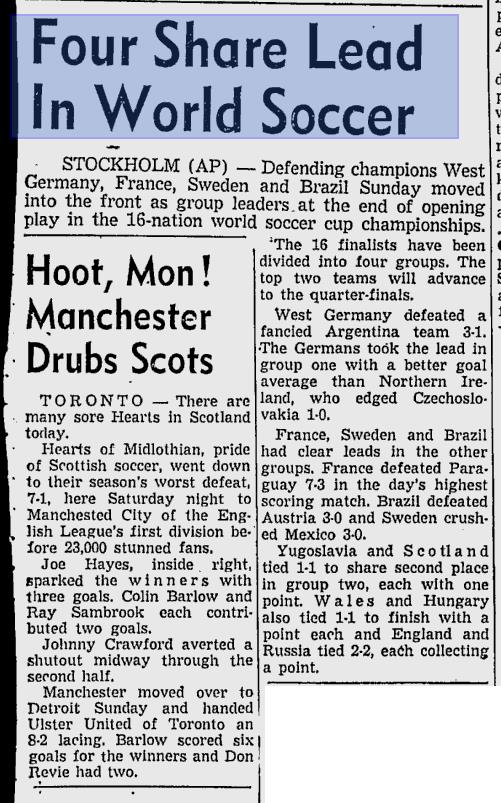 Four Share Lead
In World Soccer
STOCKHOLM (AP) — Defending champions West
Germany, France, Sweden and Brazil Sunday moved
into the front as group leaders at the end of opening
play in the 16-nation world soccer cup championships.
The 16 finalists have been
divided into four groups. The
top two teams will advance
to the quarter-finals.
West Germany defeated a
fancied Argentina team 3-1.
The Germans took the lead in
group one with a better goal
average than Northern Ire-
land, who edged Czechoslo-
vakia 1-0.
France, Sweden and Brazil
had clear leads in the other
groups. France defeated Para-
guay 7-3 in the day's highest
scoring match. Brazil defeated
Austria 3-0 and Sweden crush-
ed Mexico 3-0.
Yugoslavia and Scotland
tied 1-1 to share second place
in group two, each with one
point. Wales and Hungary
also tied 1-1 to finish with a
point each and England and
Russia tied 2-2, each collecting
a point.
Hoot, Mon!
Manchester
Drubs Scots
TORONTO — There are
many sore Hearts in Scotland
today.
Hearts of Midlothian, pride
of Scottish soccer, went down
to their season's worst defeat,
7-1, here Saturday night to
Manchested City of the Eng-
lish League's first division be-
fore 23,000 stunned fans.
Joe Hayes, inside right,
sparked the winners with
three goals. Colin Barlow and
Ray Sambrook each contri-
buted two goals.
Johnny Crawford averted a
shutout midway through the
second half.
Manchester moved over to
Detroit Sunday and handed
Ulster United of Toronto an
8-2 lacing. Barlow scored six
goals for the winners and Don
Revie had two.